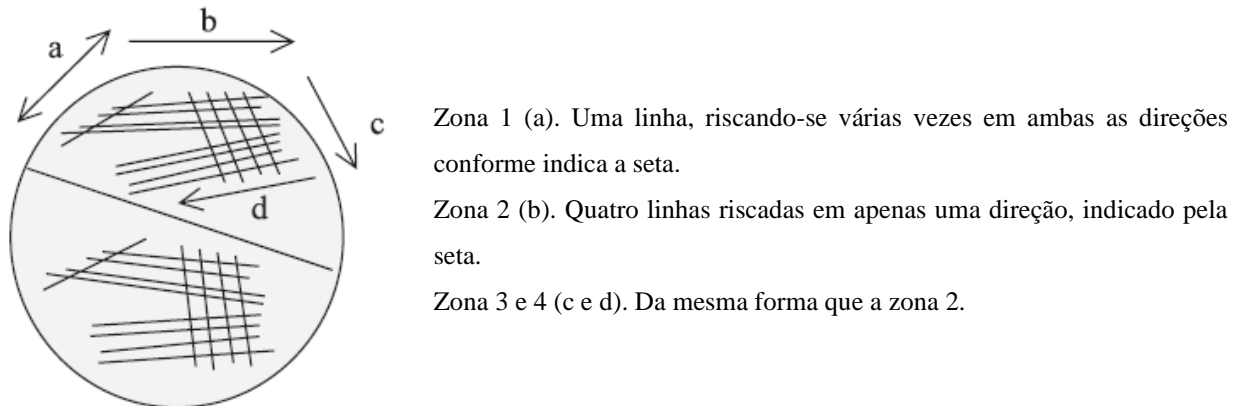 a
b
c
d
Zona 1 (a). Uma linha, riscando-se várias vezes em ambas as direções
conforme indica a seta.
Zona 2 (b). Quatro linhas riscadas em apenas uma direção, indicado pela
seta.
Zona 3 e 4 (c e d). Da mesma forma que a zona 2.